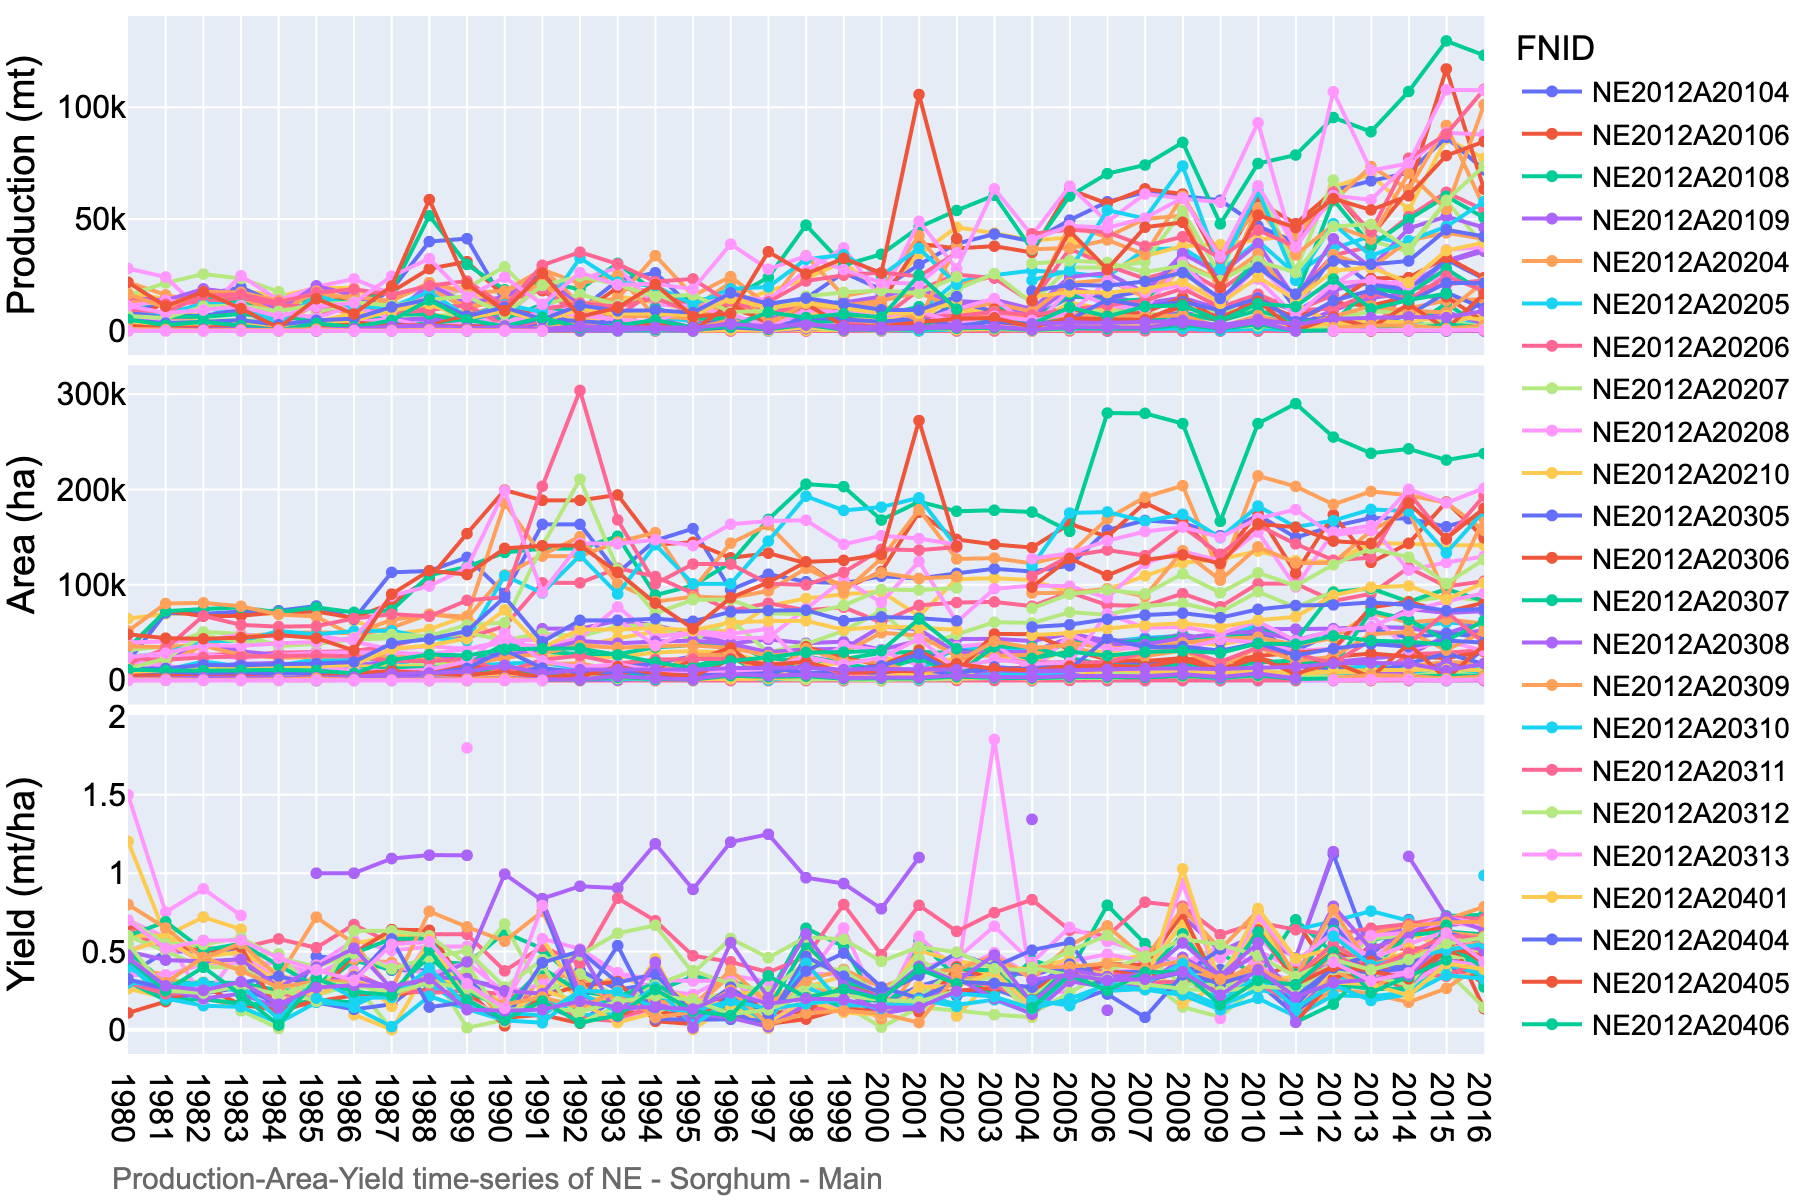 Production (mt)
100k
50k
0
Area (ha)
300k
200k
100k
0
Yield (mt/ha)
2
1.5
1
0.5
0
1980
1981
1982
1983
1984
1985
1986
1987
1988
1989
1990
1991
1992
1993
1994
1995
1996
1997
1998
1999
2000
2001
2002
2003
2004
2005
2006
2007
2008
2009
2010
2011
2012
2013
2014
2015
2016
Production-Area-Yield time-series of NE - Sorghum - Main
FNID
NE2012A20104
NE2012A20106
NE2012A20108
NE2012A20109
NE2012A20204
NE2012A20205
NE2012A20206
NE2012A20207
NE2012A20208
NE2012A20210
NE2012A20305
NE2012A20306
NE2012A20307
NE2012A20308
NE2012A20309
NE2012A20310
NE2012A20311
NE2012A20312
NE2012A20313
NE2012A20401
NE2012A20404
NE2012A20405
NE2012A20406